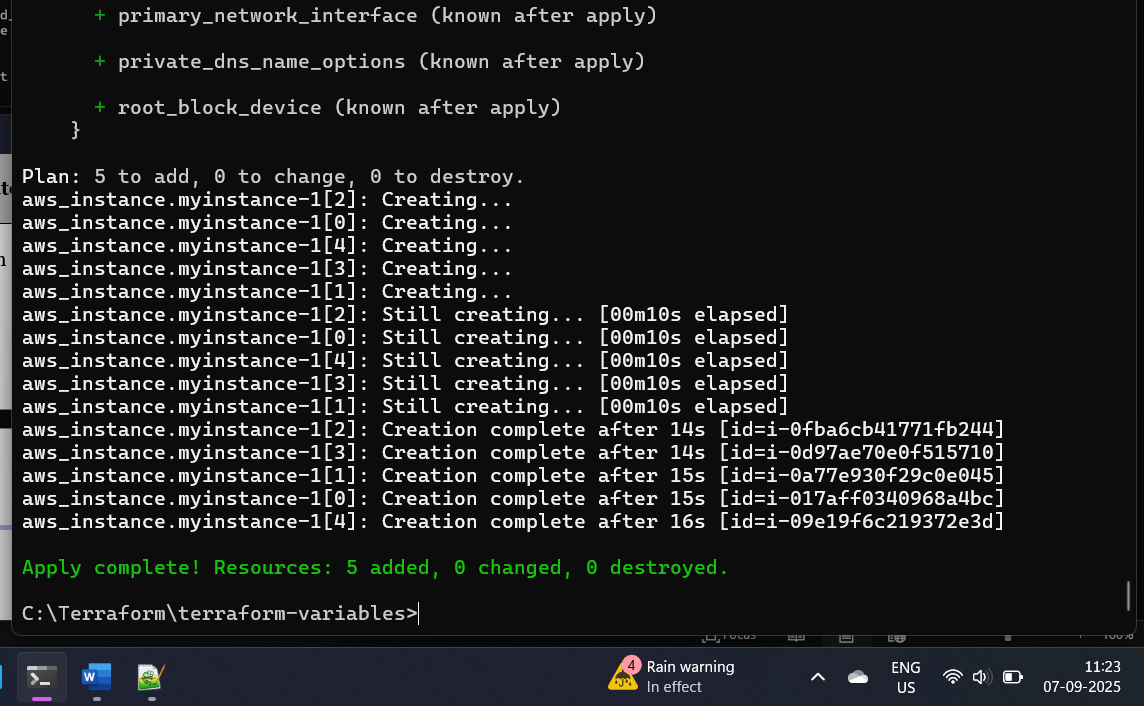 + primary_network_interface (known after apply)
+ private_dns_name_options (known after apply)
+ root_block_device (known after apply)
}
Plan: 5 to add, 0 to change, 0 to destroy.
aws_instance.myinstance-1[2]: Creating...
aws_instance.myinstance-1[0]: Creating...
aws_instance.myinstance-1[4]: Creating...
aws_instance.myinstance-1[3]: Creating...
aws_instance.myinstance-1[1]: Creating...
aws_instance.myinstance-1[2]: Still creating... [00m10s elapsed]
aws_instance.myinstance-1[0]: Still creating... [00m10s elapsed]
aws_instance.myinstance-1[4]: Still creating... [00m10s elapsed]
aws_instance.myinstance-1[3]: Still creating... [00m10s elapsed]
aws_instance.myinstance-1[1]: Still creating... [00m10s elapsed]
aws_instance.myinstance-1[2]: Creation complete after 14s [id=i-0fba6cb41771fb244]
aws_instance.myinstance-1[3]: Creation complete after 14s [id=i-0d97ae70e0f515710]
aws_instance.myinstance-1[1]: Creation complete after 15s [id=i-0a77e930f29c0e045]
aws_instance.myinstance-1[0]: Creation complete after 15s [id=i-017aff0340968a4bc]
aws_instance.myinstance-1[4]: Creation complete after 16s [id=i-09e19f6c219372e3d]
Apply complete! Resources: 5 added, 0 changed, 0 destroyed.
C:\Terraform\terraform-variables>
Focus
100%
4
Rain warning
In effect
ENG
US
11:23
07-09-2025